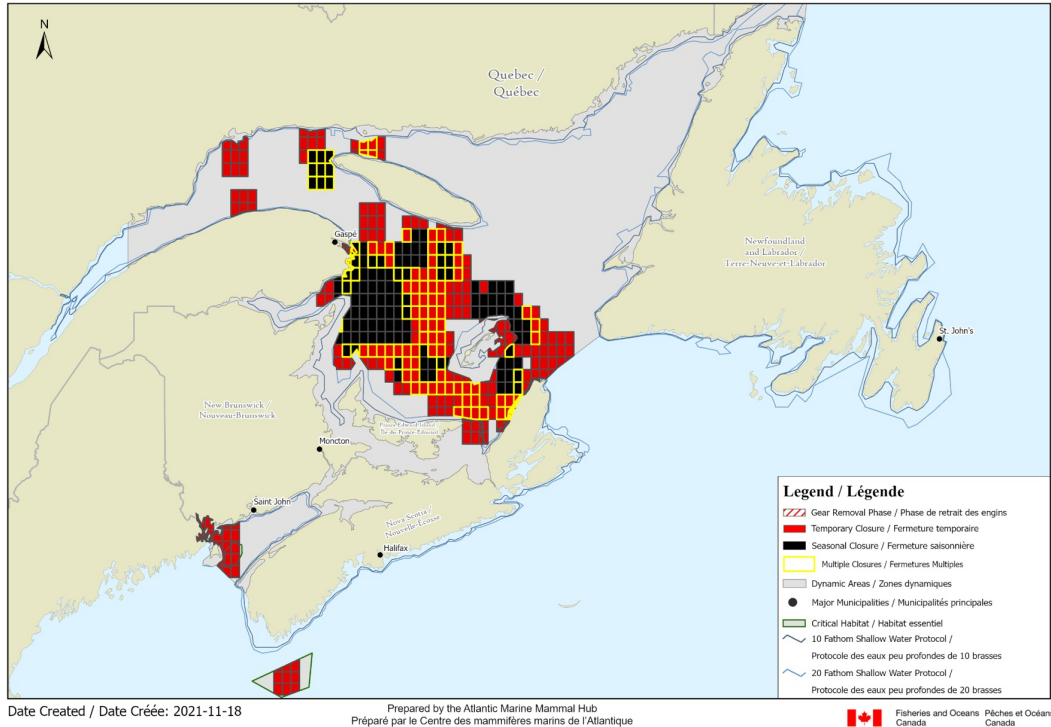 N
Quebec /
Québec
Gaspé
Newfoundland
and Labrador /
Terre-Neuve-et-Labrador
St. John's
New Brunswick /
Nouveau-Brunswick
Prince Edward Island /
Île du Prince-Édouard
Moncton
Saint John
Nova Scotia /
Nouvelle-Écosse
Halifax
Legend / Légende
Gear Removal Phase / Phase de retrait des engins
Temporary Closure / Fermeture temporaire
Seasonal Closure / Fermeture saisonnière
Multiple Closures / Fermetures Multiples
Dynamic Areas / Zones dynamiques
Major Municipalities / Municipalités principales
Critical Habitat / Habitat essentiel
10 Fathom Shallow Water Protocol /
Protocole des eaux peu profondes de 10 brasses
20 Fathom Shallow Water Protocol /
Protocole des eaux peu profondes de 20 brasses
Date Created / Date Créée: 2021-11-18
Prepared by the Atlantic Marine Mammal Hub
Préparé par le Centre des mammifères marins de l'Atlantique
Fisheries and Oceans Pêches et Océan
Canada Canada